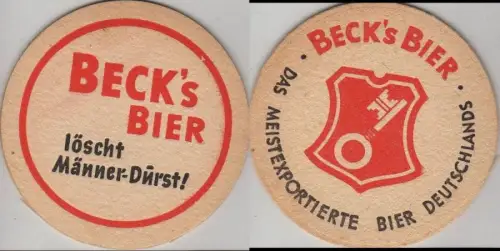 BECK's
BIER
löscht
Männer-Durst!
BECK's BIER
· DAS MEISTEXPORTIERTE BIER DEUTSCHLANDS ·